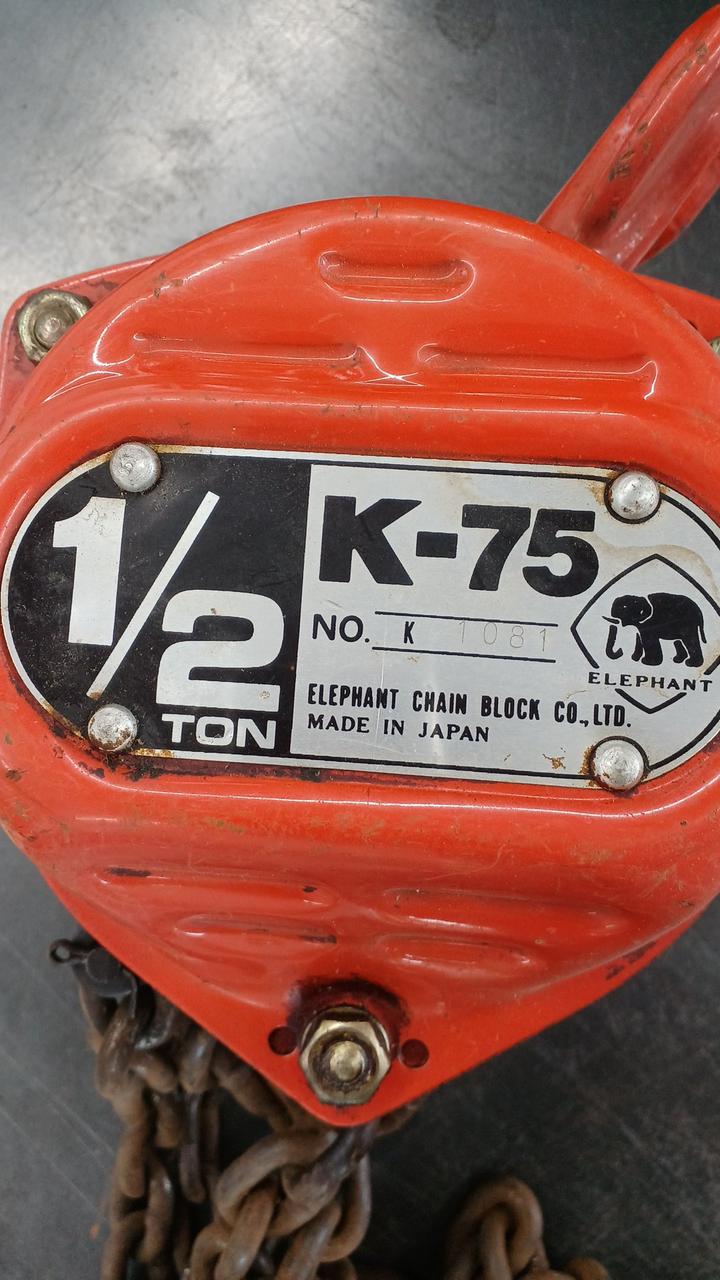 1/2
TON
K-75
NO. K 1081
ELEPHANT
ELEPHANT CHAIN BLOCK CO., LTD.
MADE IN JAPAN